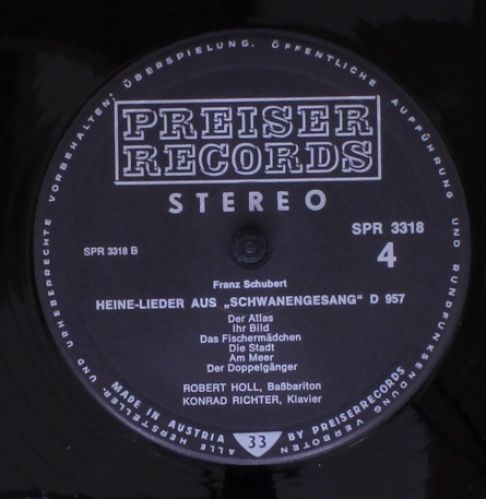 ALLE HERSTELLER- UND URHEBERRECHTE VORBEHALTEN; ÜBERSPIELUNG, ÖFFENTLICHE AUFFÜHRUNG UND RUNDFUNKSENDUNG VERBOTEN
PREISER
RECORDS
STEREO
SPR 3318
4
SPR 3318 B
Franz Schubert
HEINE-LIEDER AUS „SCHWANENGESANG“ D 957
Der Atlas
Ihr Bild
Das Fischermädchen
Die Stadt
Am Meer
Der Doppelgänger
ROBERT HOLL, Baßbariton
KONRAD RICHTER, Klavier
MADE IN AUSTRIA 33 BY PREISERRECORDS